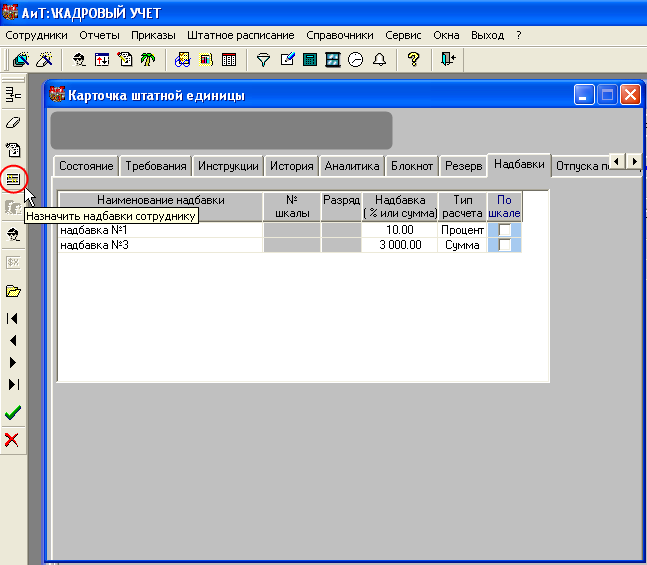 АиТ:\КАДРОВЫЙ УЧЕТ
Сотрудники Отчеты Приказы Штатное расписание Справочники Сервис Окна Выход ?
Карточка штатной единицы
Состояние Требования Инструкции История Аналитика Блокнот Резерв Надбавки Отпуска
Наименование надбавки № шкалы Разряд Надбавка ( % или сумма) Тип расчета По шкале
Назначить надбавки сотруднику
надбавка №1 10.00 Процент
надбавка №3 3 000.00 Сумма